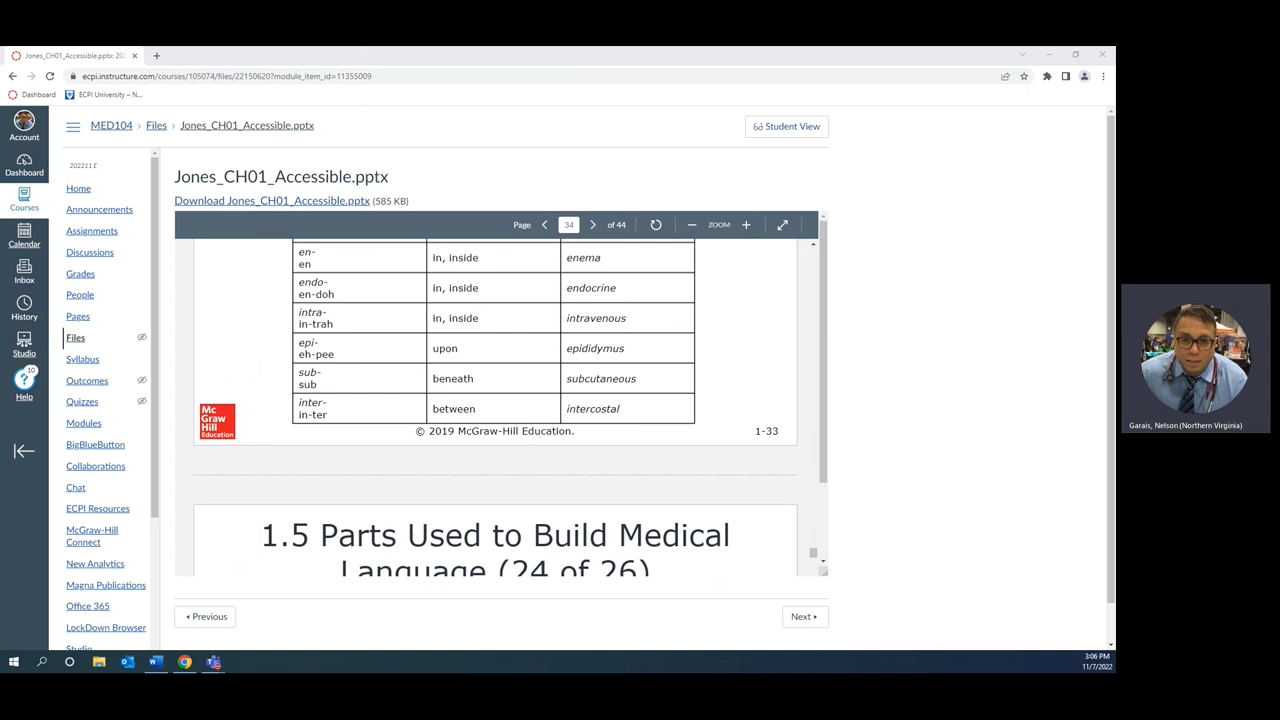 Jones_CH01_Accessible.pptx: 202
ecpi.instructure.com/courses/105074/files/22150620?module_item_id=11355009
Dashboard
ECPI University – N...
Account
Dashboard
Courses
Calendar
Inbox
History
Studio
10
Help
MED104 › Files › Jones_CH01_Accessible.pptx
Student View
202211 E
Home
Announcements
Assignments
Discussions
Grades
People
Pages
Files
Syllabus
Outcomes
Quizzes
Modules
BigBlueButton
Collaborations
Chat
ECPI Resources
McGraw-Hill
Connect
New Analytics
Magna Publications
Office 365
LockDown Browser
Studio
Jones_CH01_Accessible.pptx
Download Jones_CH01_Accessible.pptx (585 KB)
Page 34 of 44 ZOOM
en-
en
in, inside
enema
endo-
en-doh
in, inside
endocrine
intra-
in-trah
in, inside
intravenous
epi-
eh-pee
upon
epididymus
sub-
sub
beneath
subcutaneous
inter-
in-ter
between
intercostal
Mc
Graw
Hill
Education
© 2019 McGraw-Hill Education.
1-33
1.5 Parts Used to Build Medical
Language (24 of 26)
Previous
Next
Garais, Nelson (Northern Virginia)
3:06 PM
11/7/2022